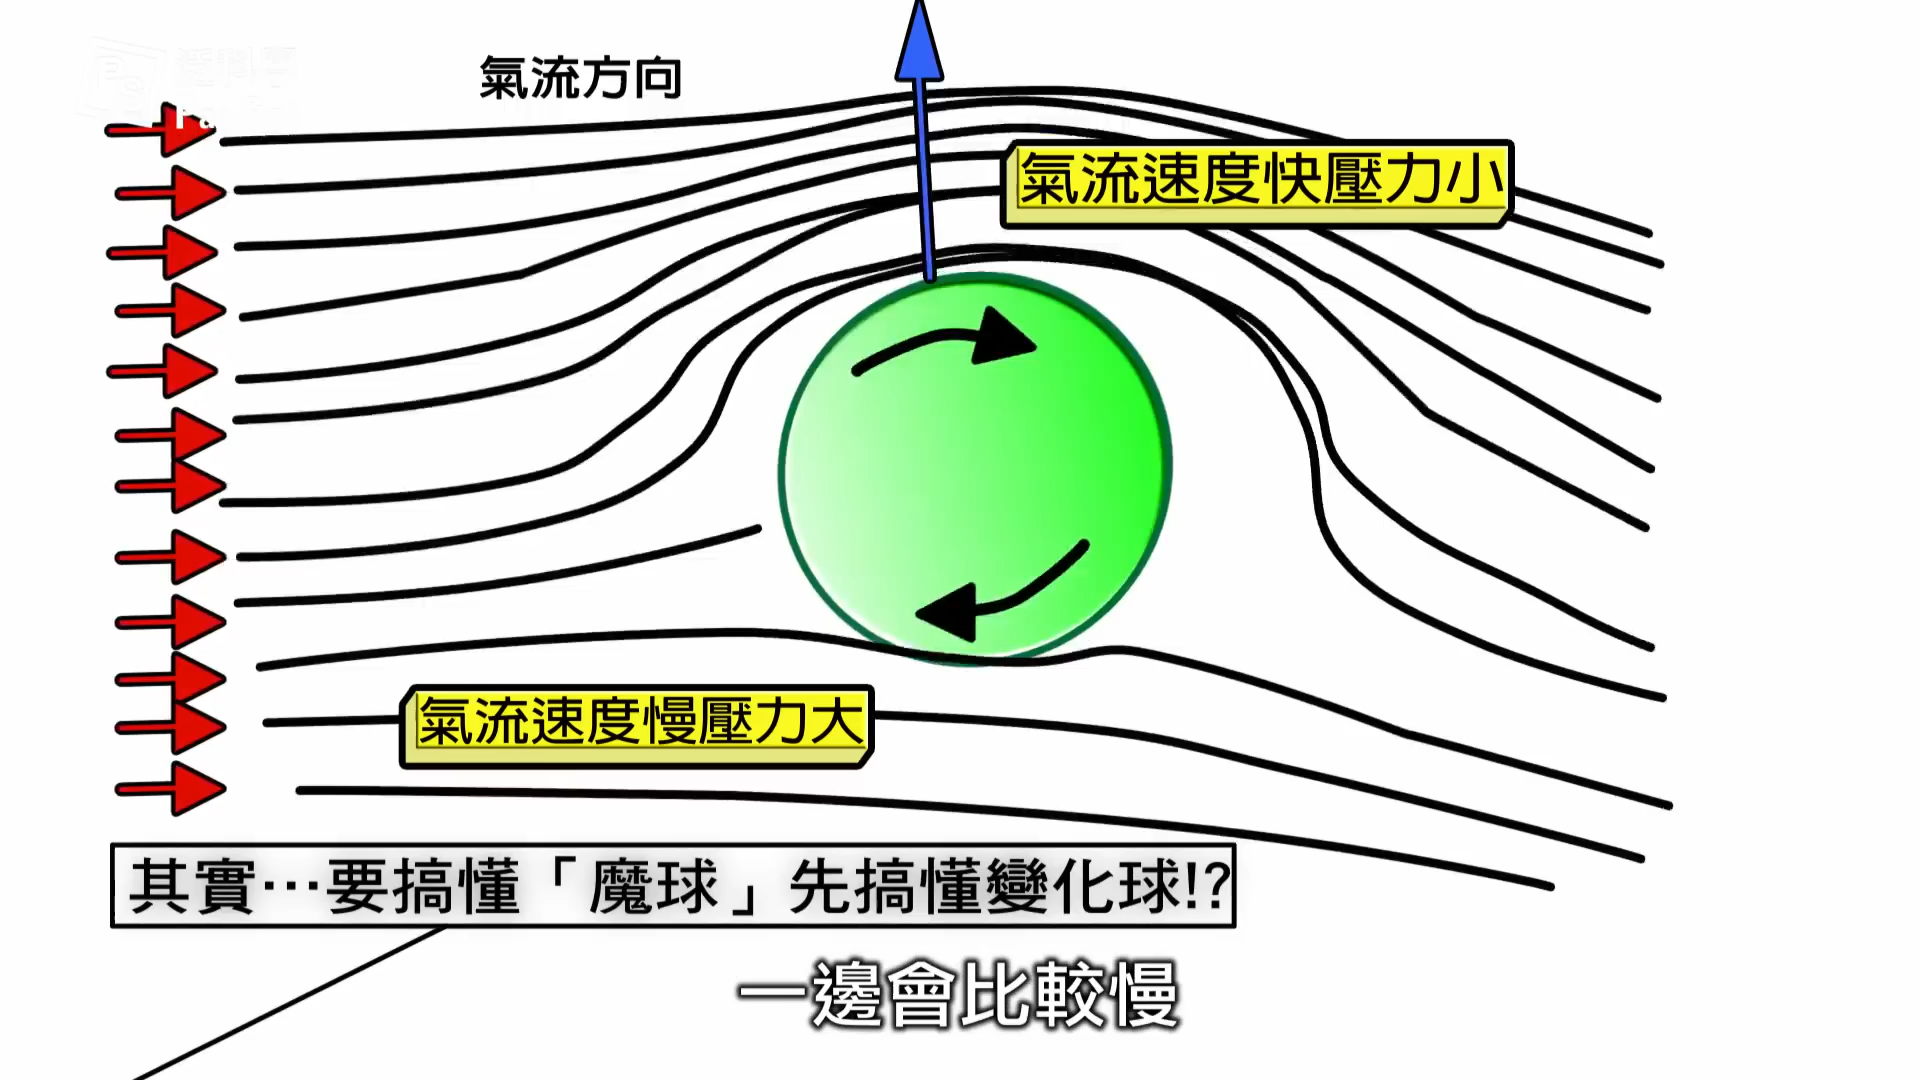 氣流方向
氣流速度快壓力小
氣流速度慢壓力大
其實…要搞懂「魔球」先搞懂變化球!?
一邊會比較慢